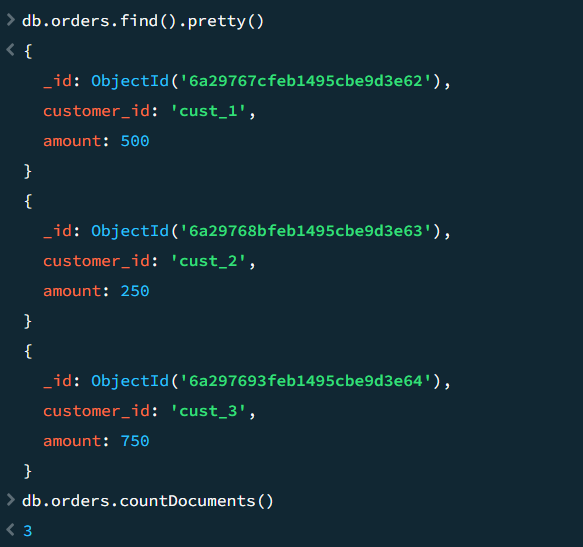 > db.orders.find().pretty()
< {
_id: ObjectId('6a29767cfeb1495cbe9d3e62'),
customer_id: 'cust_1',
amount: 500
}
{
_id: ObjectId('6a29768bfeb1495cbe9d3e63'),
customer_id: 'cust_2',
amount: 250
}
{
_id: ObjectId('6a297693feb1495cbe9d3e64'),
customer_id: 'cust_3',
amount: 750
}
> db.orders.countDocuments()
< 3